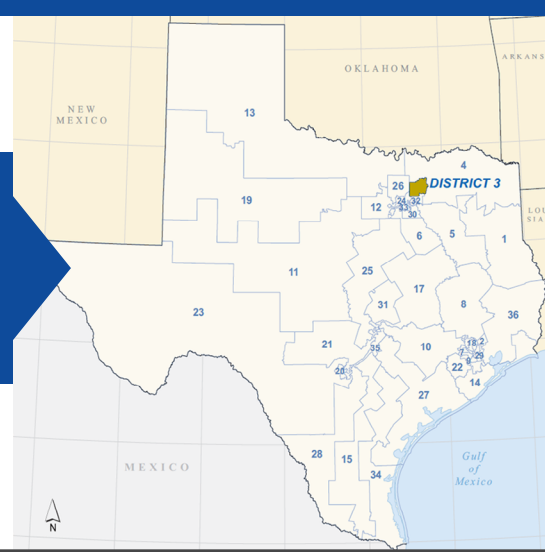 OKLAHOMA
ARKANS
NEW
MEXICO
13
4
DISTRICT 3
26
19
24
32
12
33
30
LOU
SIA
6
5
1
11
25
17
31
8
23
36
21
35
10
18
2
7
29
9
20
22
14
27
28
15
34
Gulf
of
Mexico
MEXICO
N